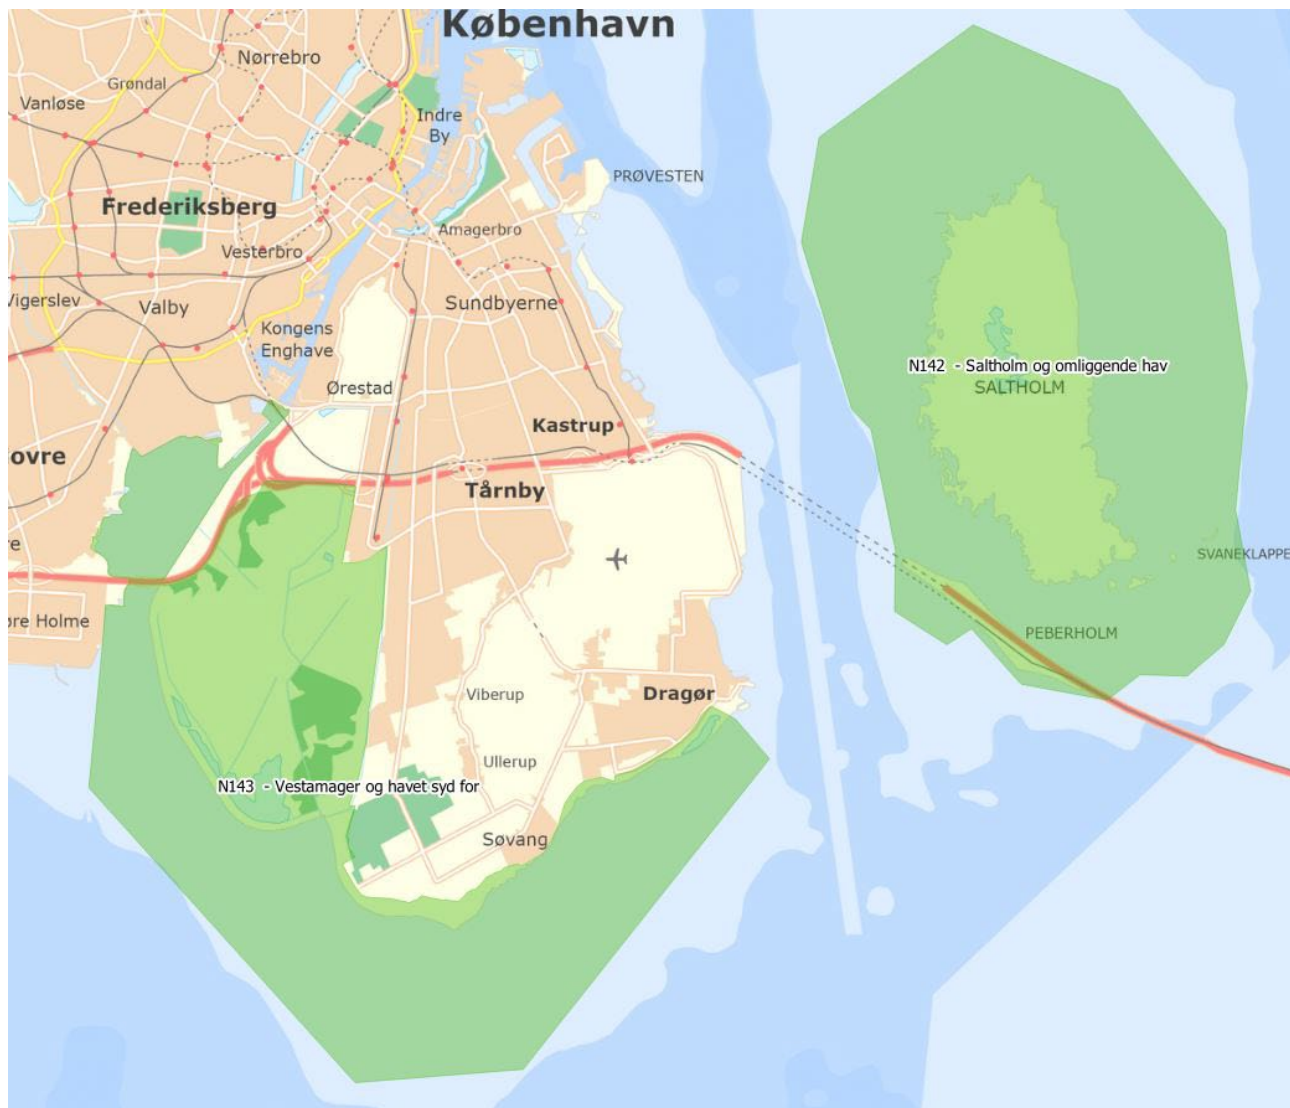 København
Nørrebro
Grøndal
Vanløse
Indre
By
PRØVESTEN
Frederiksberg
Amagerbro
Vesterbro
Vigerslev
Valby
Sundbyerne
Kongens
Enghave
N142 - Saltholm og omliggende hav
SALTHOLM
Ørestad
Kastrup
ovre
Tårnby
re
SVANEKLAPPE
øre Holme
PEBERHOLM
Viberup
Dragør
Ullerup
N143 - Vestamager og havet syd for
Søvang